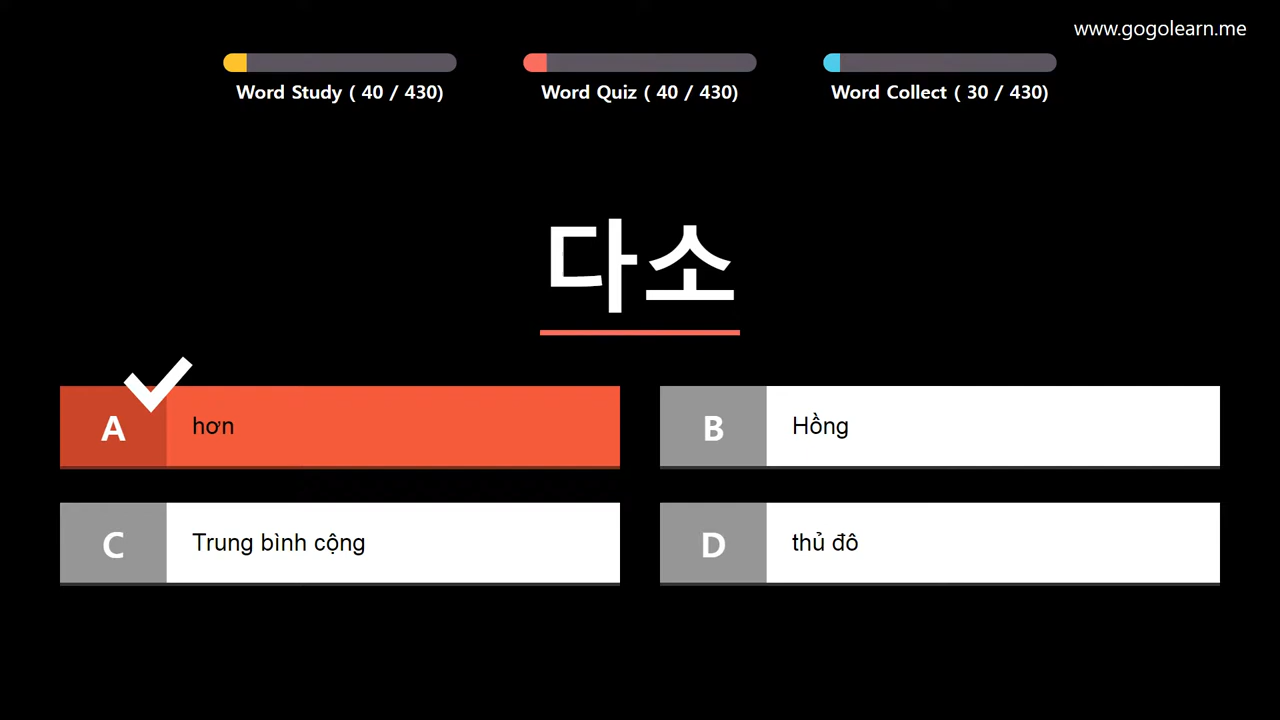 www.gogolearn.me
Word Study ( 40 / 430)
Word Quiz ( 40 / 430)
Word Collect ( 30 / 430)
다소
A hơn
B Hồng
C Trung bình cộng
D thủ đô